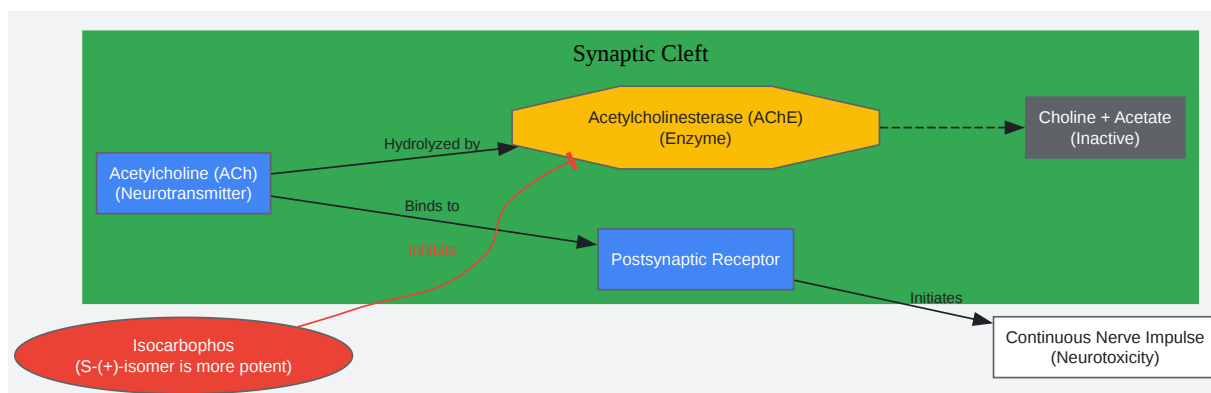 Synaptic Cleft
Acetylcholinesterase (AChE)
(Enzyme)
Choline + Acetate
(Inactive)
Hydrolyzed by
Acetylcholine (ACh)
(Neurotransmitter)
Binds to
Inhibits
Postsynaptic Receptor
Initiates
Isocarbophos
(S-(+)-isomer is more potent)
Continuous Nerve Impulse
(Neurotoxicity)